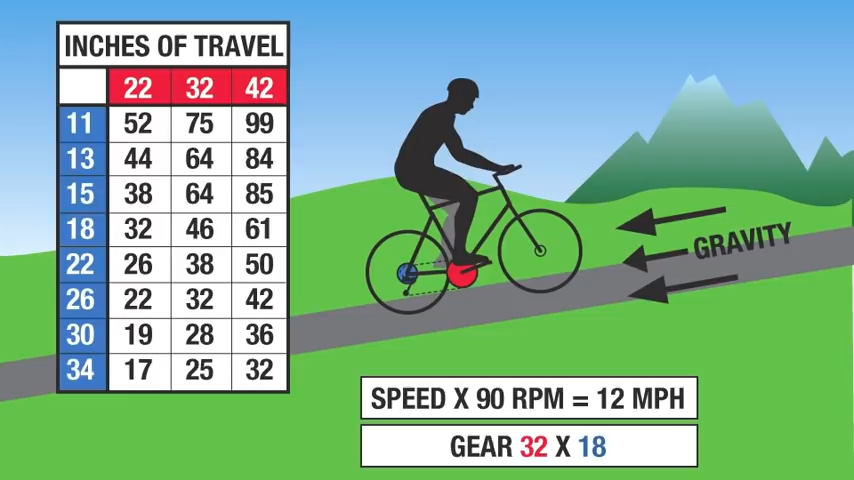 INCHES OF TRAVEL
22 32 42
11 52 75 99
13 44 64 84
15 38 64 85
18 32 46 61
22 26 38 50
26 22 32 42
30 19 28 36
34 17 25 32
GRAVITY
SPEED X 90 RPM = 12 MPH
GEAR 32 X 18